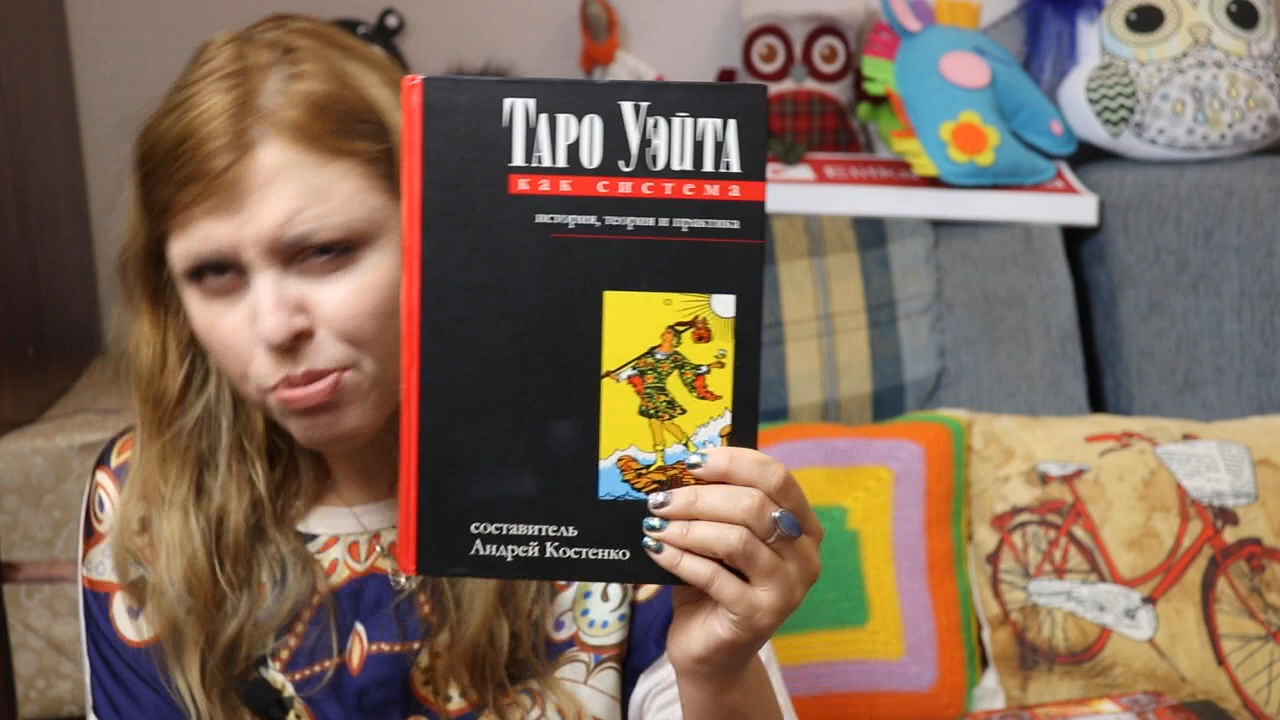 Таро Уэйта
как система
история, теория и практика
составитель
Андрей Костенко